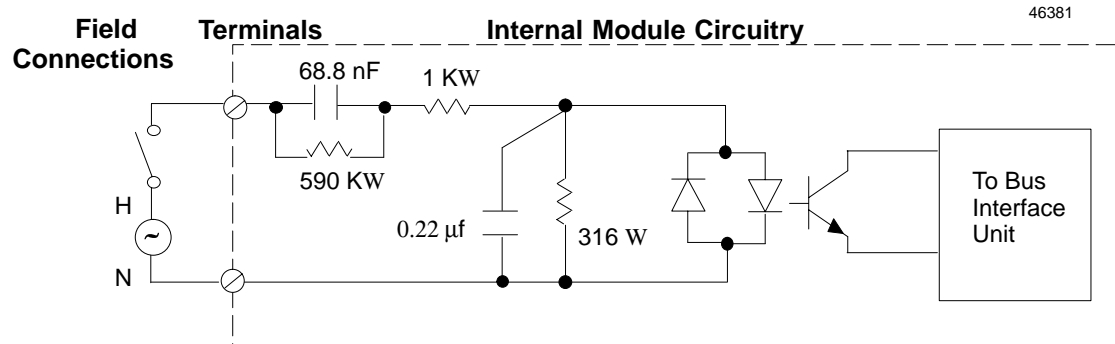 46381
Field
Connections
Terminals
Internal Module Circuitry
68.8 nF
1 KW
590 KW
H
~
N
0.22 µf
316 W
To Bus
Interface
Unit